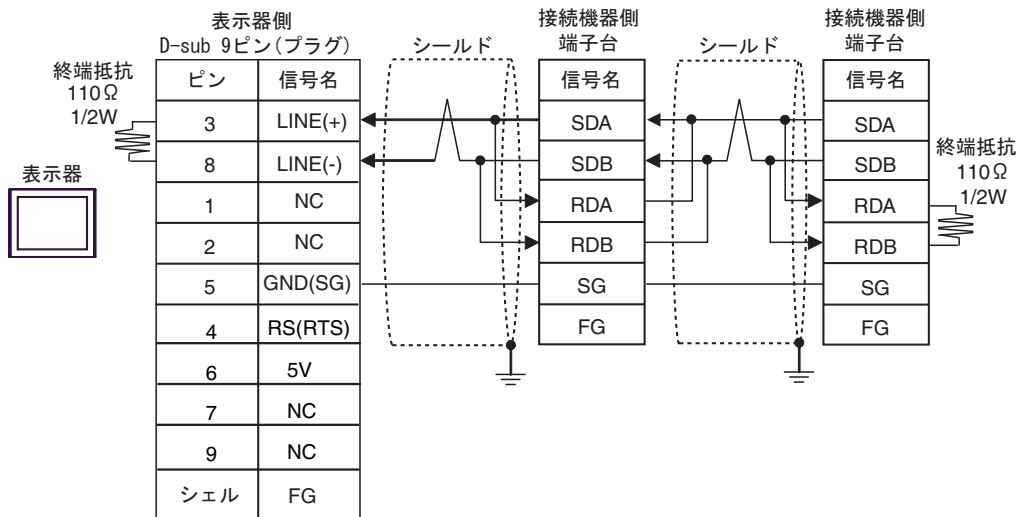 表示器側
D-sub 9ピン(プラグ)
シールド
接続機器側
端子台
シールド
接続機器側
端子台
終端抵抗
110Ω
1/2W
表示器
ピン 信号名
3 LINE(+)
8 LINE(-)
1 NC
2 NC
5 GND(SG)
4 RS(RTS)
6 5V
7 NC
9 NC
シェル FG
信号名
SDA
SDB
RDA
RDB
SG
FG
信号名
SDA
SDB
RDA
RDB
SG
FG
終端抵抗
110Ω
1/2W